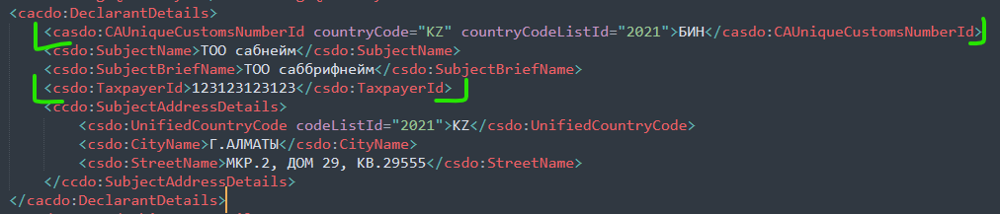 <cacdo:DeclarantDetails>
<casdo:CAUniqueCustomsNumberId countryCode="KZ" countryCodeListId="2021">БИН</casdo:CAUniqueCustomsNumberId>
<csdo:SubjectName>ТОО сабнейм</csdo:SubjectName>
<csdo:SubjectBriefName>ТОО саббрифнейм</csdo:SubjectBriefName>
<csdo:TaxpayerId>123123123123</csdo:TaxpayerId>
<ccdo:SubjectAddressDetails>
<csdo:UnifiedCountryCode codeListId="2021">KZ</csdo:UnifiedCountryCode>
<csdo:CityName>Г.АЛМАТЫ</csdo:CityName>
<csdo:StreetName>МКР.2, ДОМ 29, КВ.29555</csdo:StreetName>
</ccdo:SubjectAddressDetails>
</cacdo:DeclarantDetails>